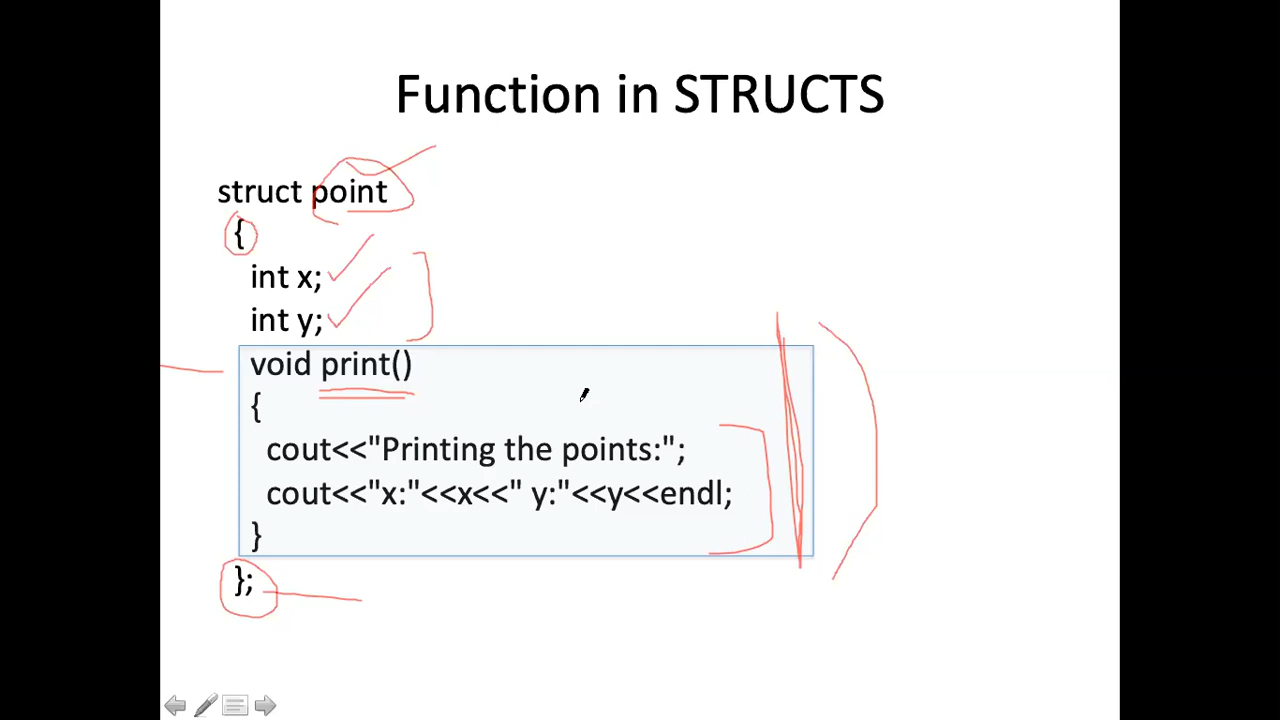 Function in STRUCTS
struct point
{
int x;
int y;
void print()
{
cout<<"Printing the points:";
cout<<"x:"<<x<<" y:"<<y<<endl;
}
};